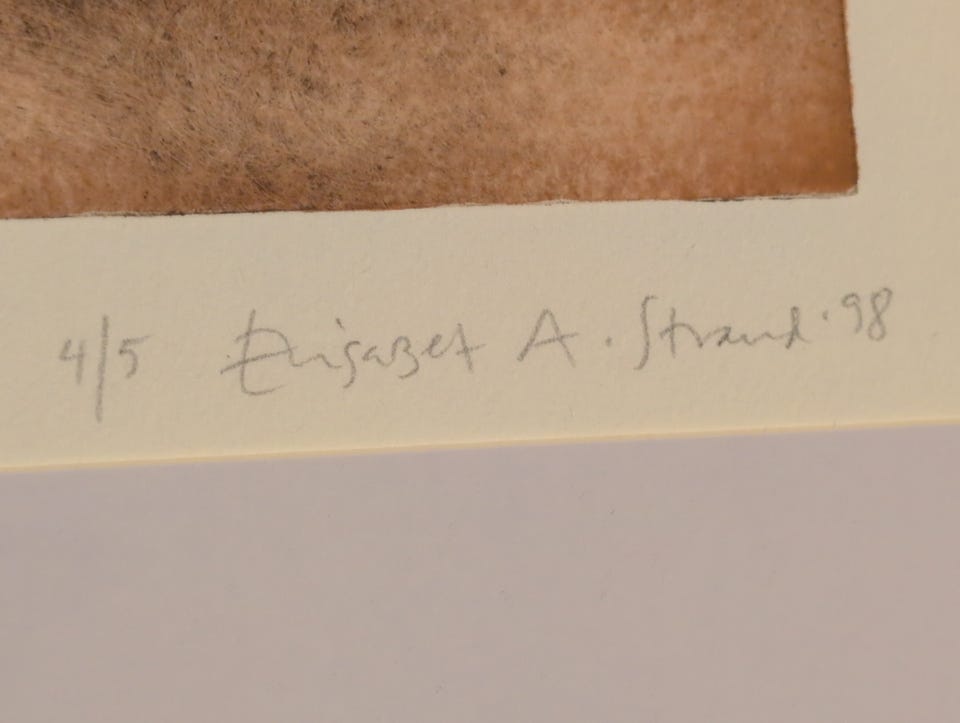 4/5 Elisabet A. Strand '98